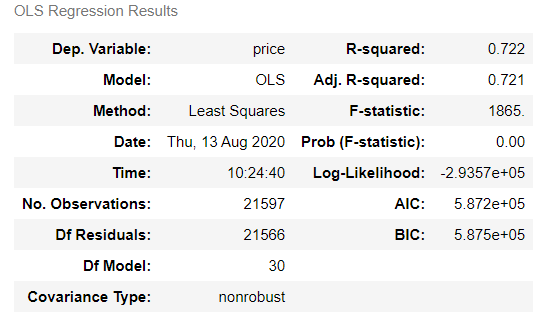 OLS Regression Results
Dep. Variable: price R-squared: 0.722
Model: OLS Adj. R-squared: 0.721
Method: Least Squares F-statistic: 1865.
Date: Thu, 13 Aug 2020 Prob (F-statistic): 0.00
Time: 10:24:40 Log-Likelihood: -2.9357e+05
No. Observations: 21597 AIC: 5.872e+05
Df Residuals: 21566 BIC: 5.875e+05
Df Model: 30
Covariance Type: nonrobust